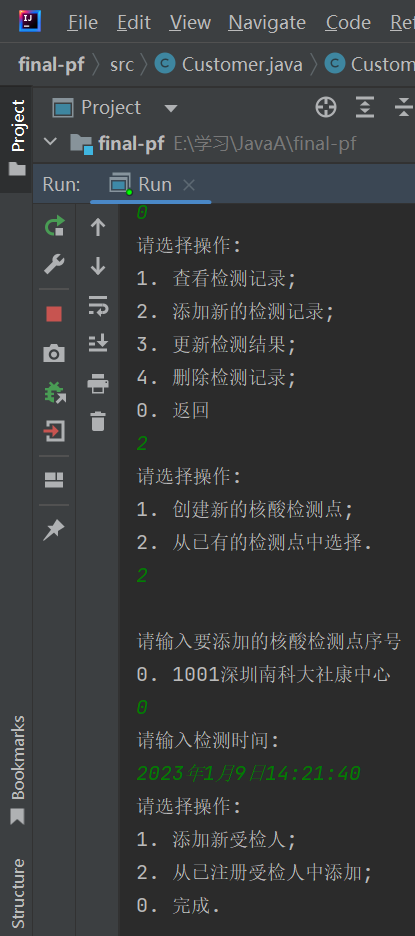 File Edit View Navigate Code Ref
final-pf src Customer.java Custom
Project
final-pf E:\学习\JavaA\final-pf
Run: Run
0
请选择操作:
1. 查看检测记录;
2. 添加新的检测记录;
3. 更新检测结果;
4. 删除检测记录;
0. 返回
2
请选择操作:
1. 创建新的核酸检测点;
2. 从已有的检测点中选择.
2
请输入要添加的核酸检测点序号
0. 1001深圳南科大社康中心
0
请输入检测时间:
2023年1月9日14:21:40
请选择操作:
1. 添加新受检人;
2. 从已注册受检人中添加;
0. 完成.
Project
Bookmarks
Structure